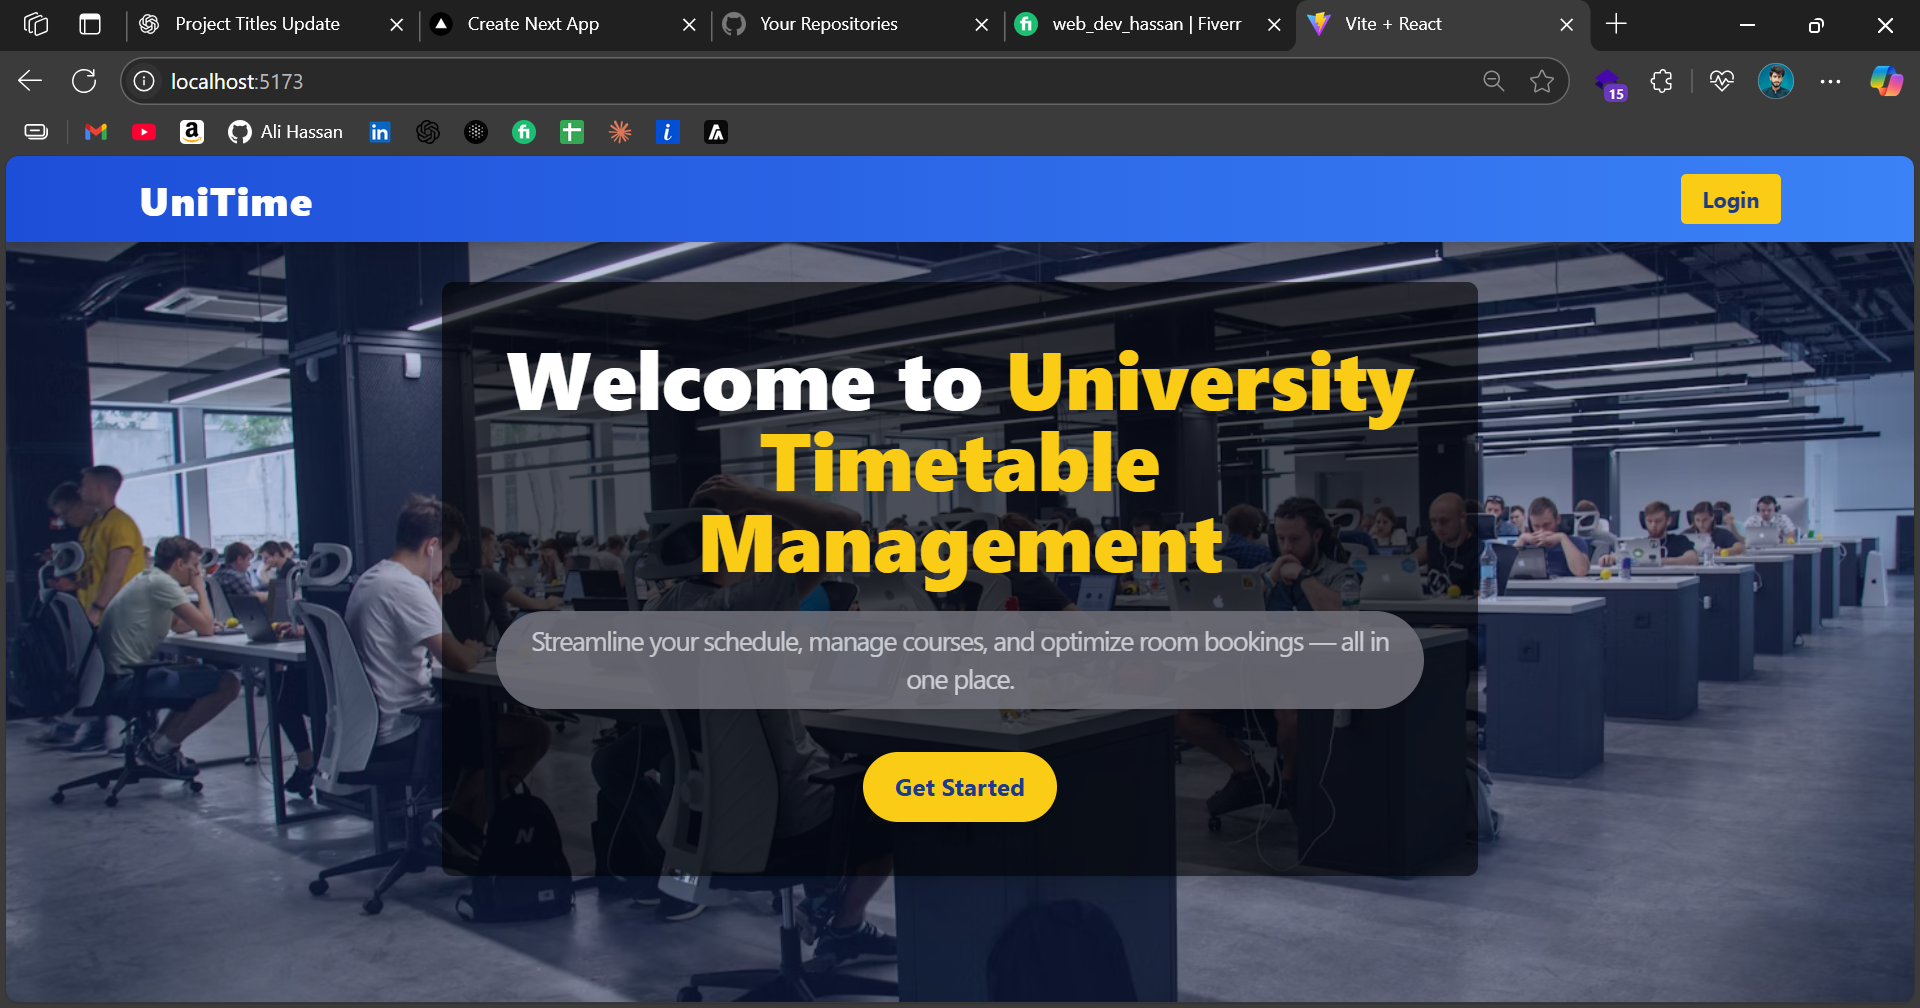 Project Titles Update
Create Next App
Your Repositories
web_dev_hassan | Fiverr
Vite + React
localhost:5173
15
Ali Hassan
UniTime
Login
Welcome to University
Timetable
Management
Streamline your schedule, manage courses, and optimize room bookings — all in
one place.
Get Started